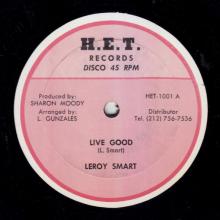 H.E.T.
RECORDS
DISCO 45 RPM
Produced by:
SHARON MOODY
Arranged by:
L. GUNZALES
HET-1001 A
Distributor
Tel. (212) 756-7536
LIVE GOOD
(L. Smart)
LEROY SMART